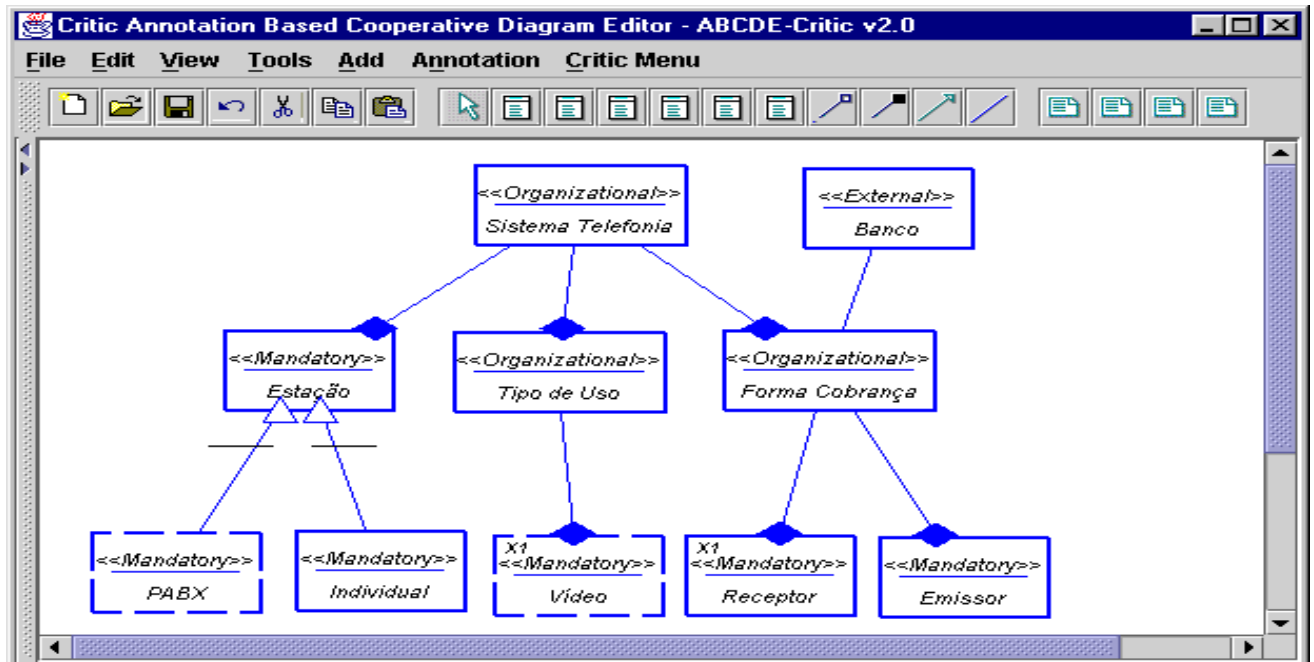 Critic Annotation Based Cooperative Diagram Editor - ABCDE-Critic v2.0
File Edit View Tools Add Annotation Critic Menu
<<Organizational>>
Sistema Telefonia
<<External>>
Banco
<<Mandatory>>
Estação
<<Organizational>>
Tipo de Uso
<<Organizational>>
Forma Cobrança
<<Mandatory>>
PABX
<<Mandatory>>
Individual
X1
<<Mandatory>>
Vídeo
X1
<<Mandatory>>
Receptor
<<Mandatory>>
Emissor